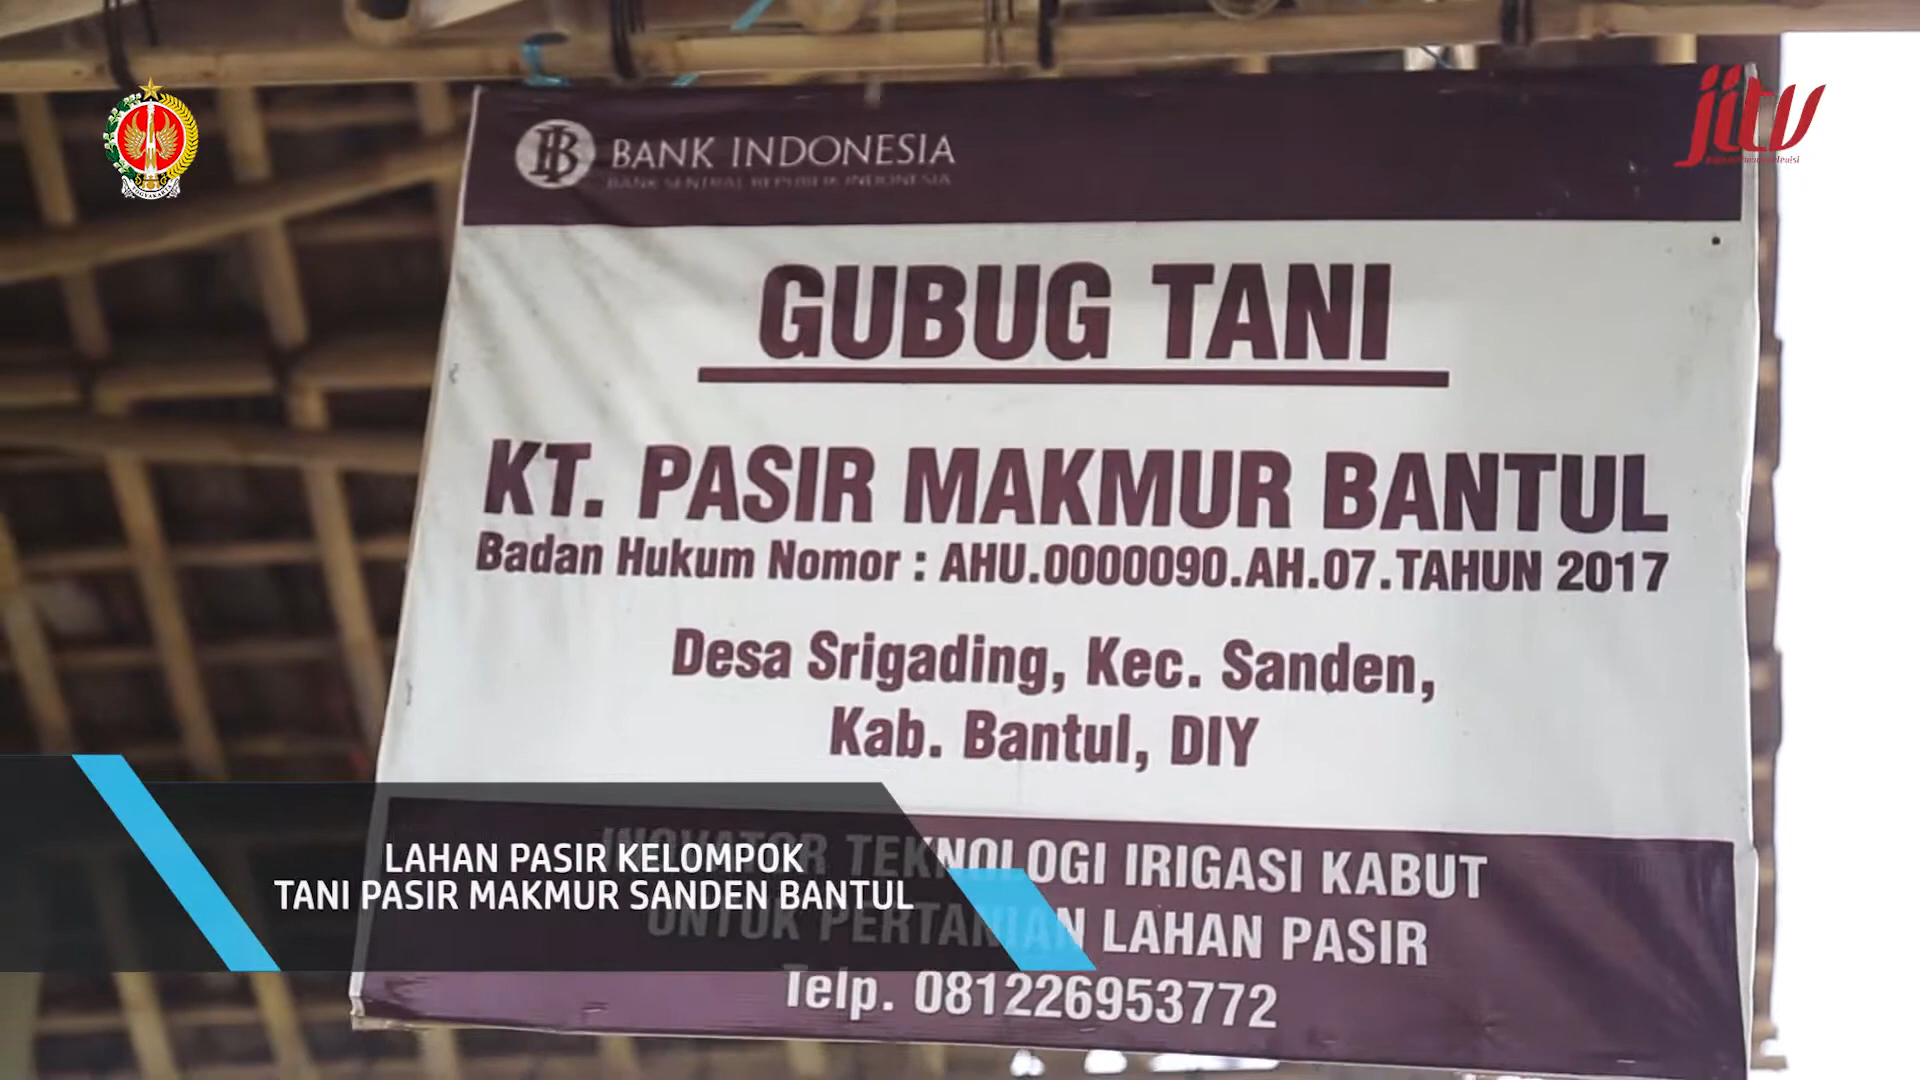 jitv
BANK INDONESIA
BANK SENTRAL REPUBLIK INDONESIA
GUBUG TANI
KT. PASIR MAKMUR BANTUL
Badan Hukum Nomor : AHU.0000090.AH.07.TAHUN 2017
Desa Srigading, Kec. Sanden,
Kab. Bantul, DIY
INOVATOR TEKNOLOGI IRIGASI KABUT
UNTUK PERTANIAN LAHAN PASIR
Telp. 081226953772
LAHAN PASIR KELOMPOK
TANI PASIR MAKMUR SANDEN BANTUL